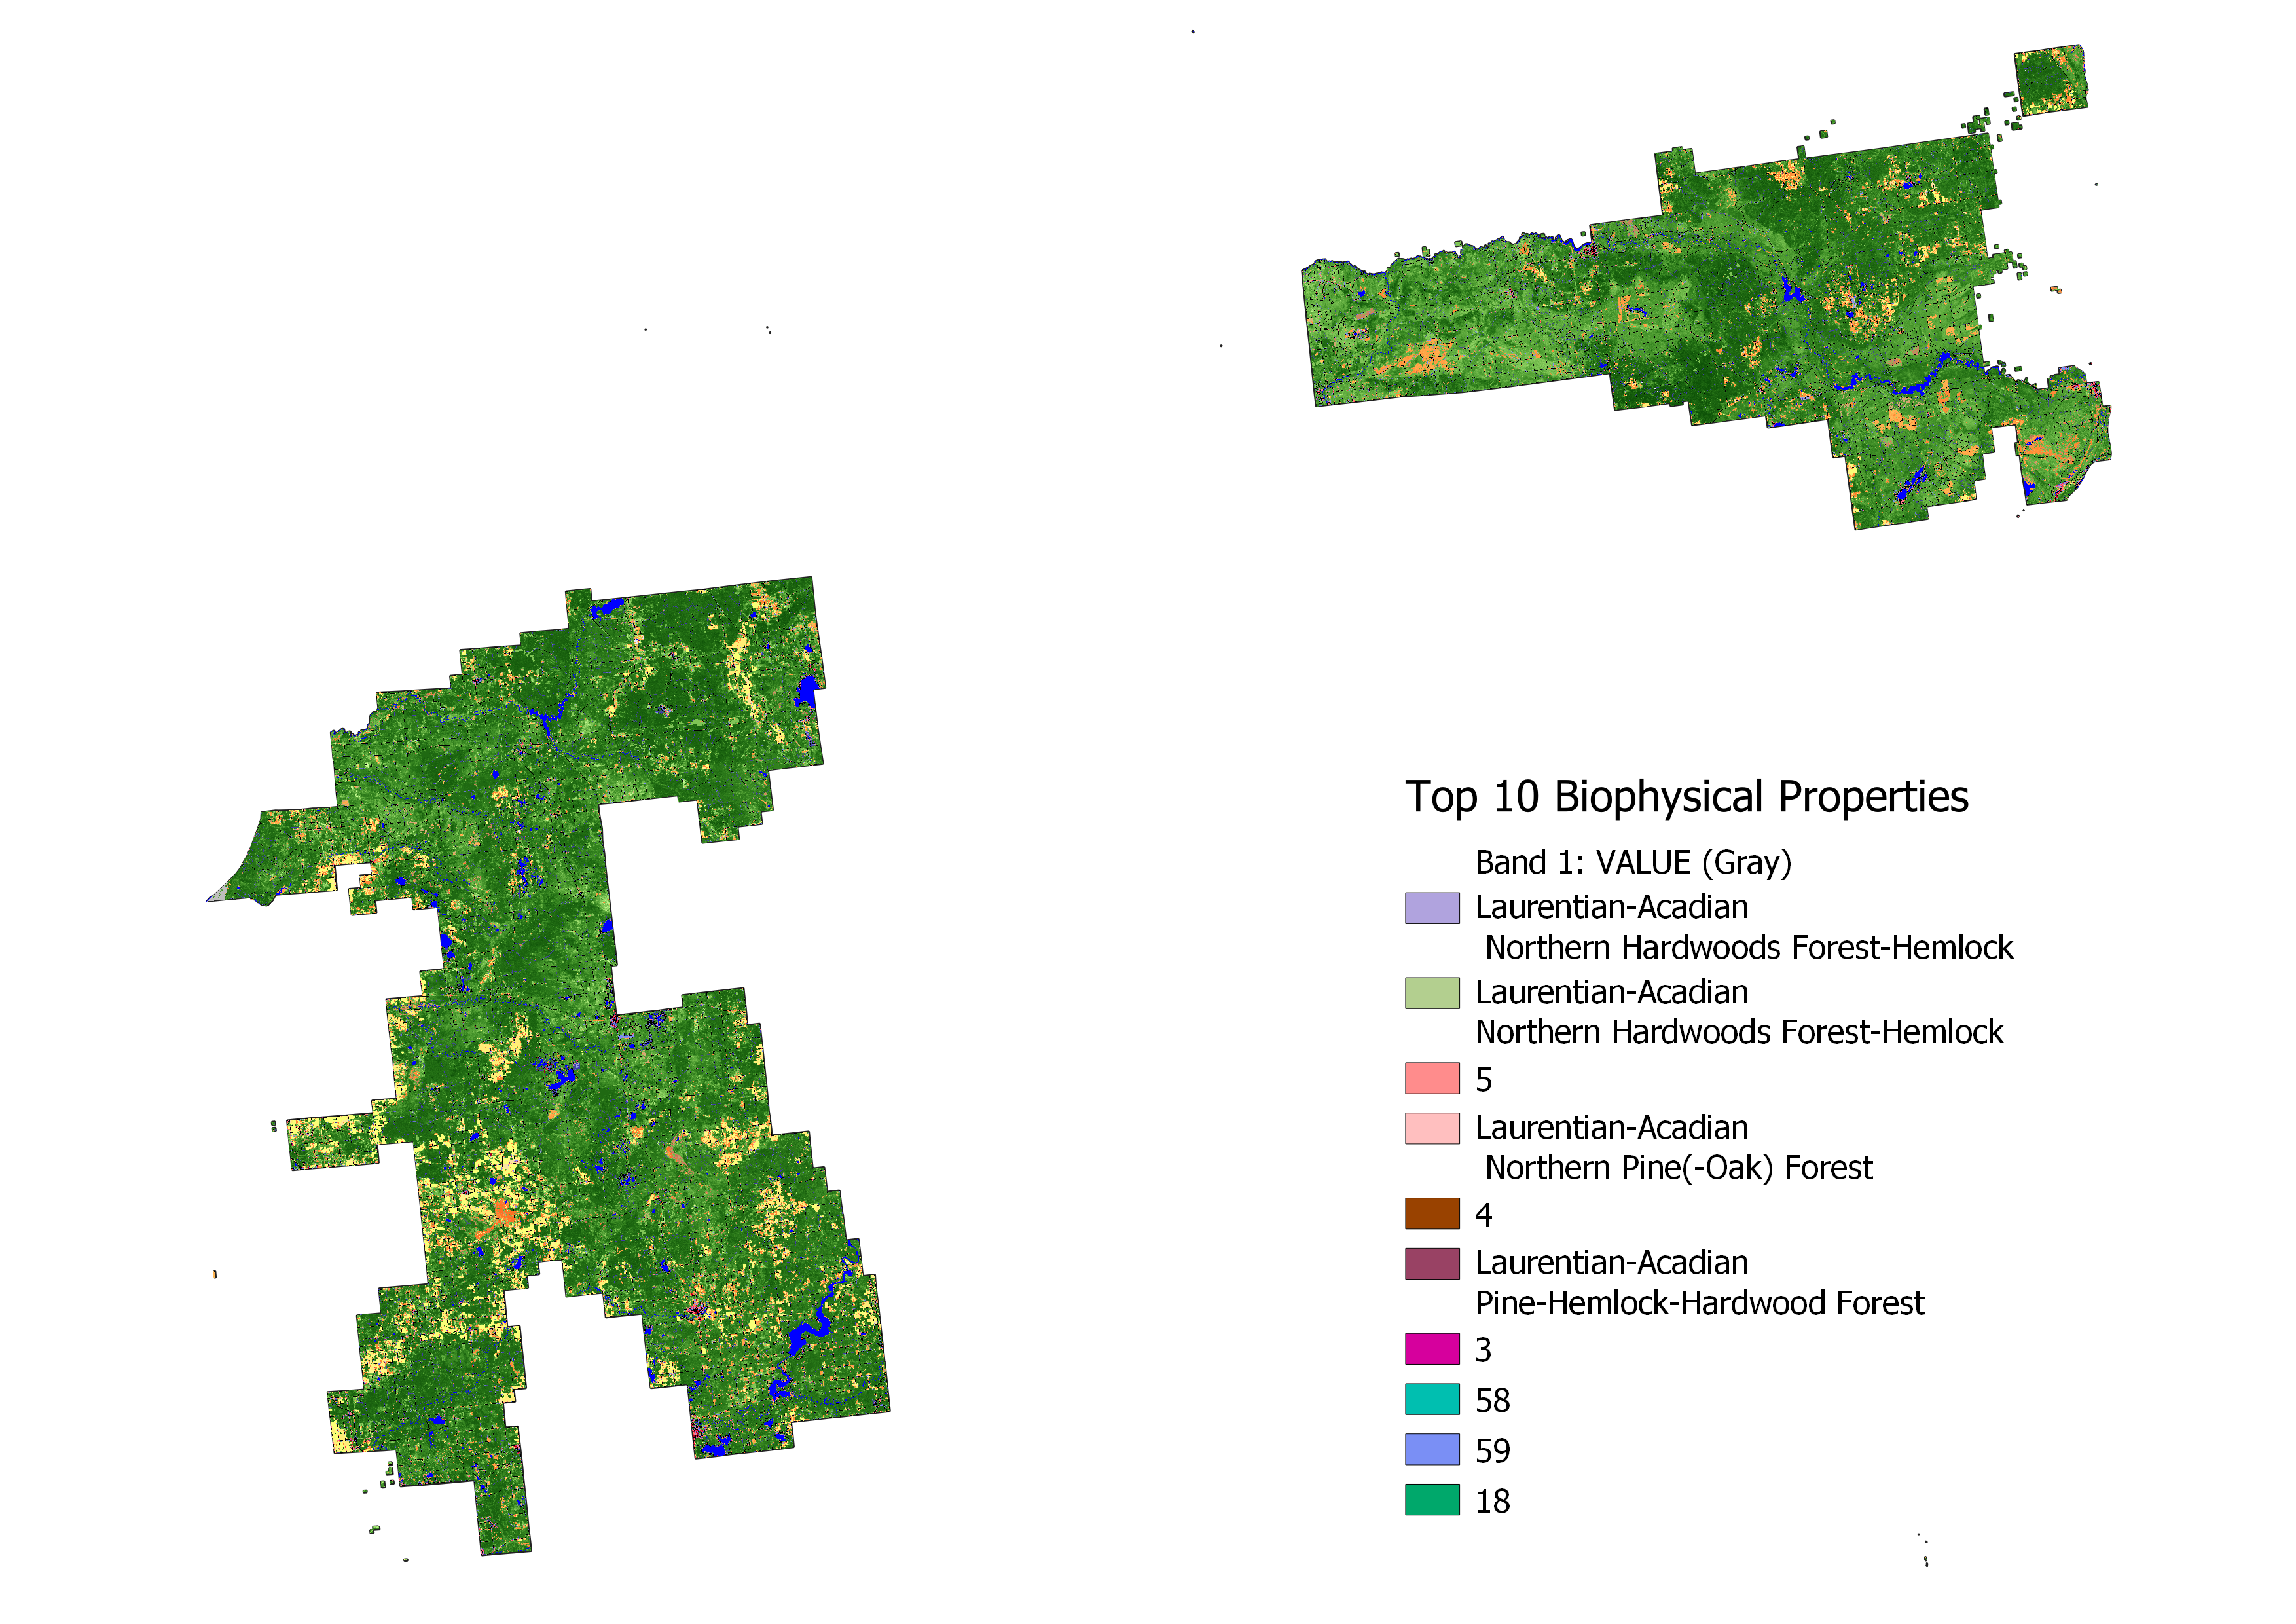 Top 10 Biophysical Properties
Band 1: VALUE (Gray)
Laurentian-Acadian
Northern Hardwoods Forest-Hemlock
Laurentian-Acadian
Northern Hardwoods Forest-Hemlock
5
Laurentian-Acadian
Northern Pine(-Oak) Forest
4
Laurentian-Acadian
Pine-Hemlock-Hardwood Forest
3
58
59
18